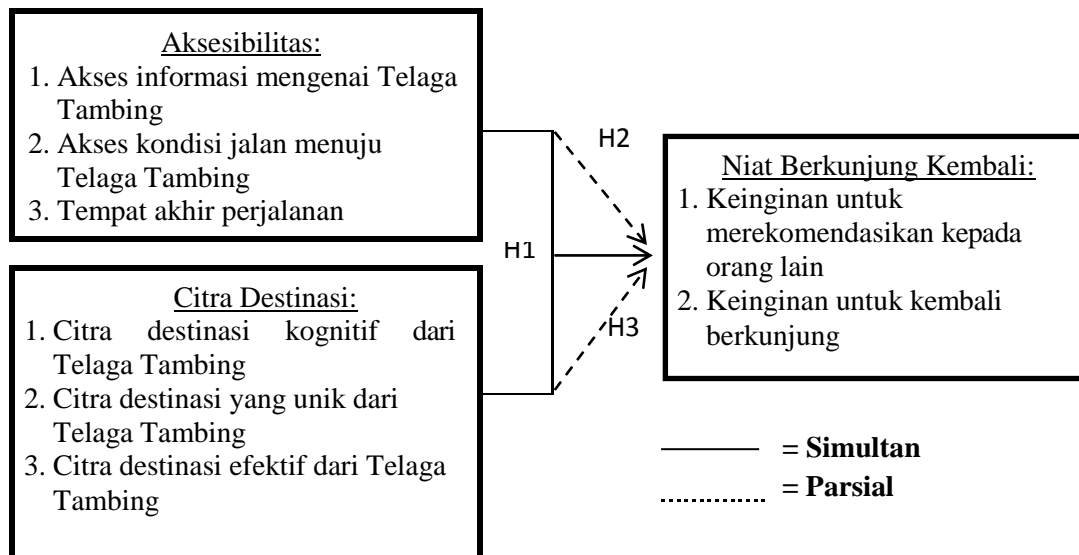 Aksesibilitas:
1. Akses informasi mengenai Telaga
Tambing
2. Akses kondisi jalan menuju
Telaga Tambing
3. Tempat akhir perjalanan
Citra Destinasi:
1. Citra destinasi kognitif dari
Telaga Tambing
2. Citra destinasi yang unik dari
Telaga Tambing
3. Citra destinasi efektif dari Telaga
Tambing
H1
H2
H3
Niat Berkunjung Kembali:
1. Keinginan untuk
merekomendasikan kepada
orang lain
2. Keinginan untuk kembali
berkunjung
= Simultan
= Parsial